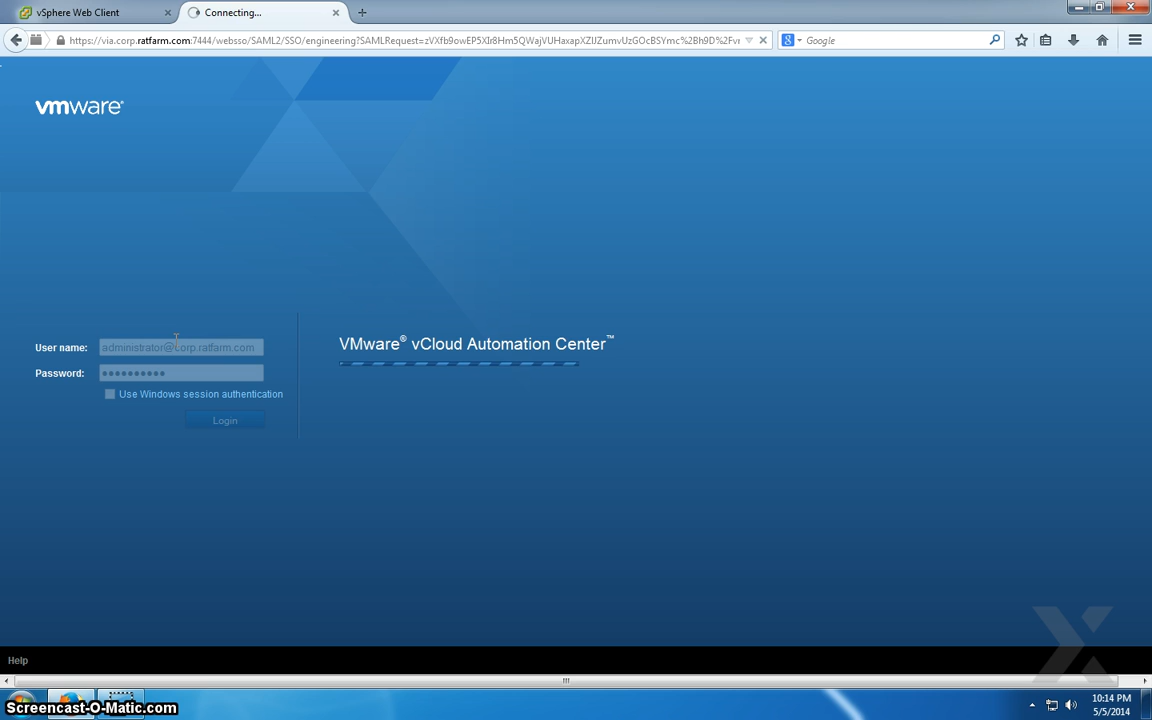 vSphere Web Client
Connecting...
https://via.corp.ratfarm.com:7444/websso/SAML2/SSO/engineering?SAMLRequest=zVXfb9owEP5XIr8Hm5QWajVUHaxapXZIJZumvUzGOcBSYmc%2Bh9D%2Fvr
Google
vmware®
User name:
administrator@corp.ratfarm.com
Password:
Use Windows session authentication
Login
VMware® vCloud Automation Center™
Help
10:14 PM
5/5/2014
Screencast-O-Matic.com